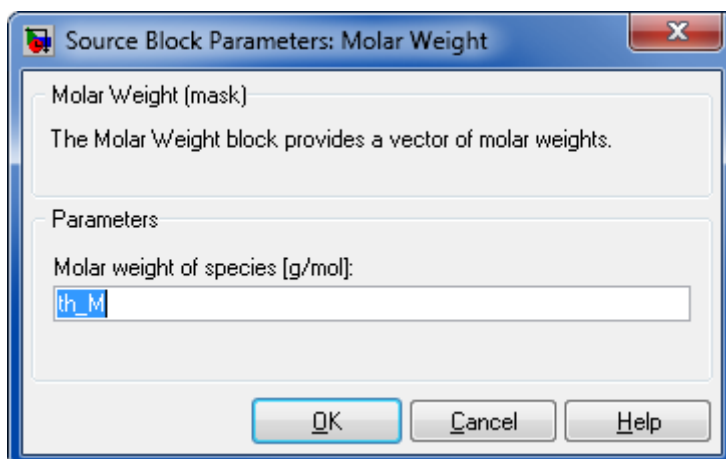 Source Block Parameters: Molar Weight
Molar Weight (mask)
The Molar Weight block provides a vector of molar weights.
Parameters
Molar weight of species [g/mol]:
th_M
OK
Cancel
Help